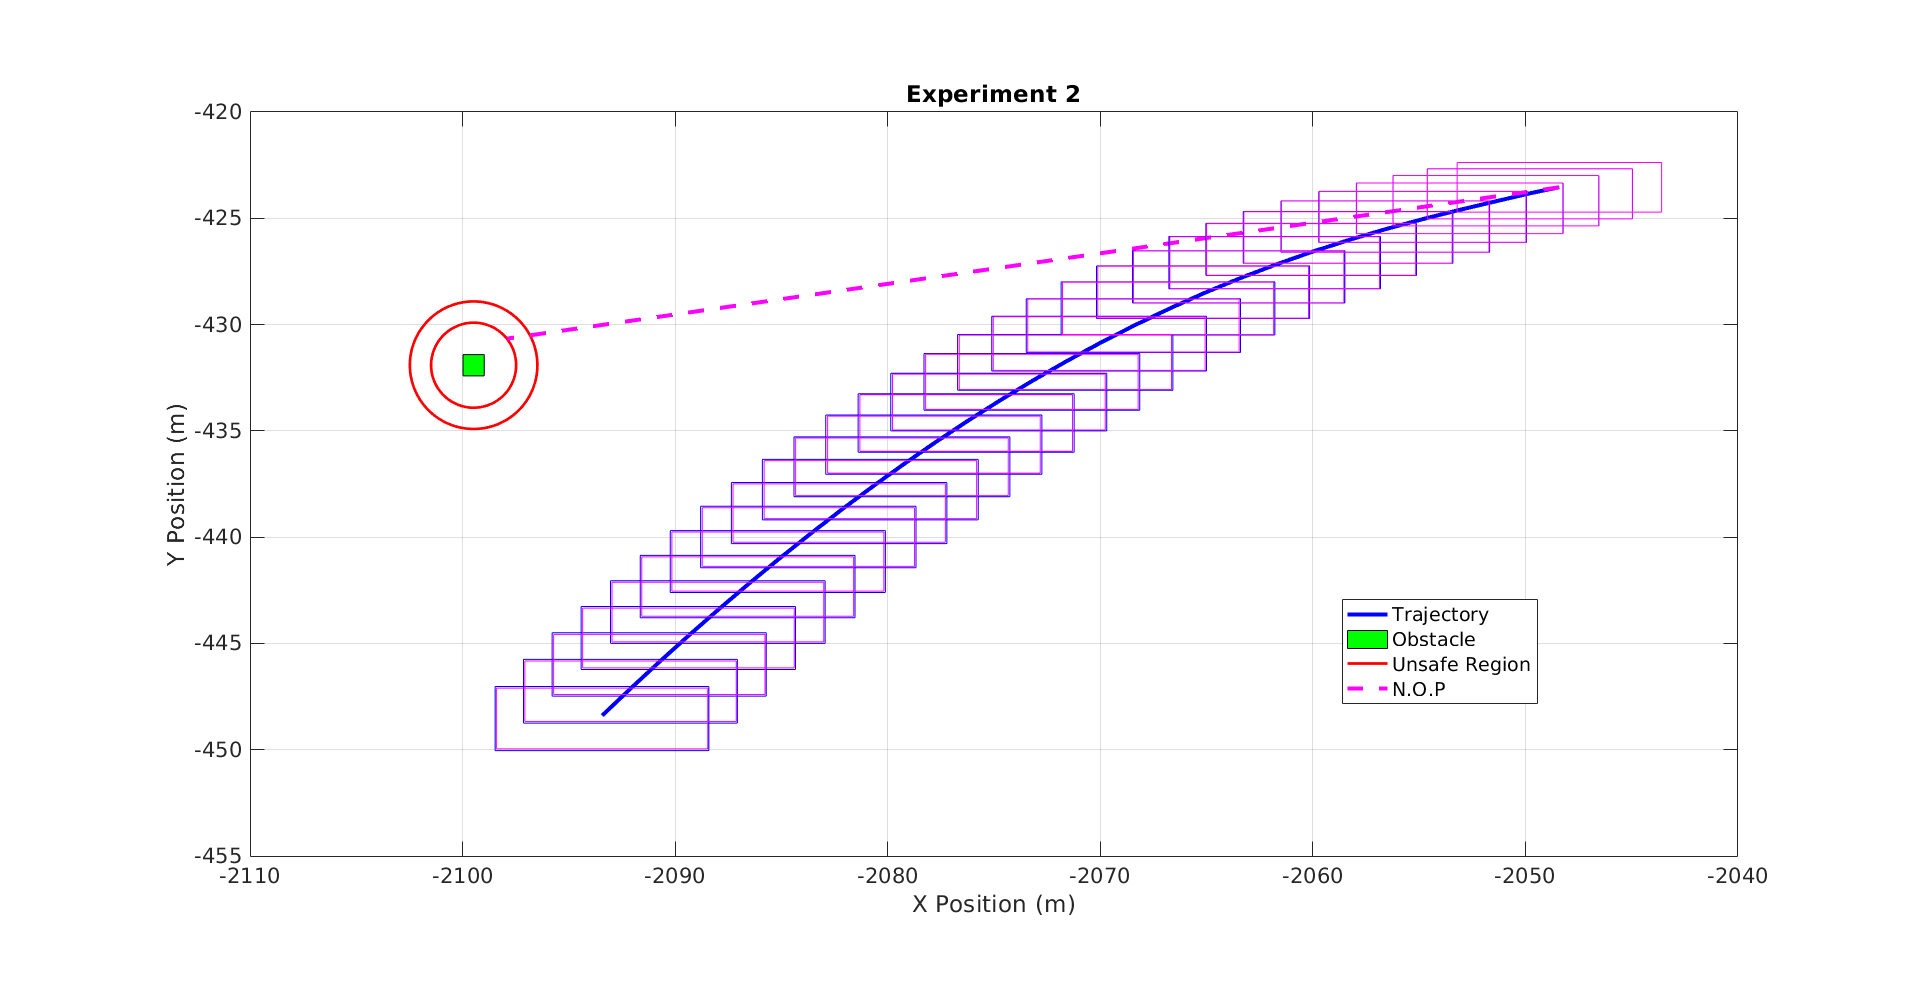 Experiment 2
-420
-425
-430
-435
-440
-445
-450
-455
Y Position (m)
-2110
-2100
-2090
-2080
-2070
-2060
-2050
-2040
X Position (m)
Trajectory
Obstacle
Unsafe Region
N.O.P